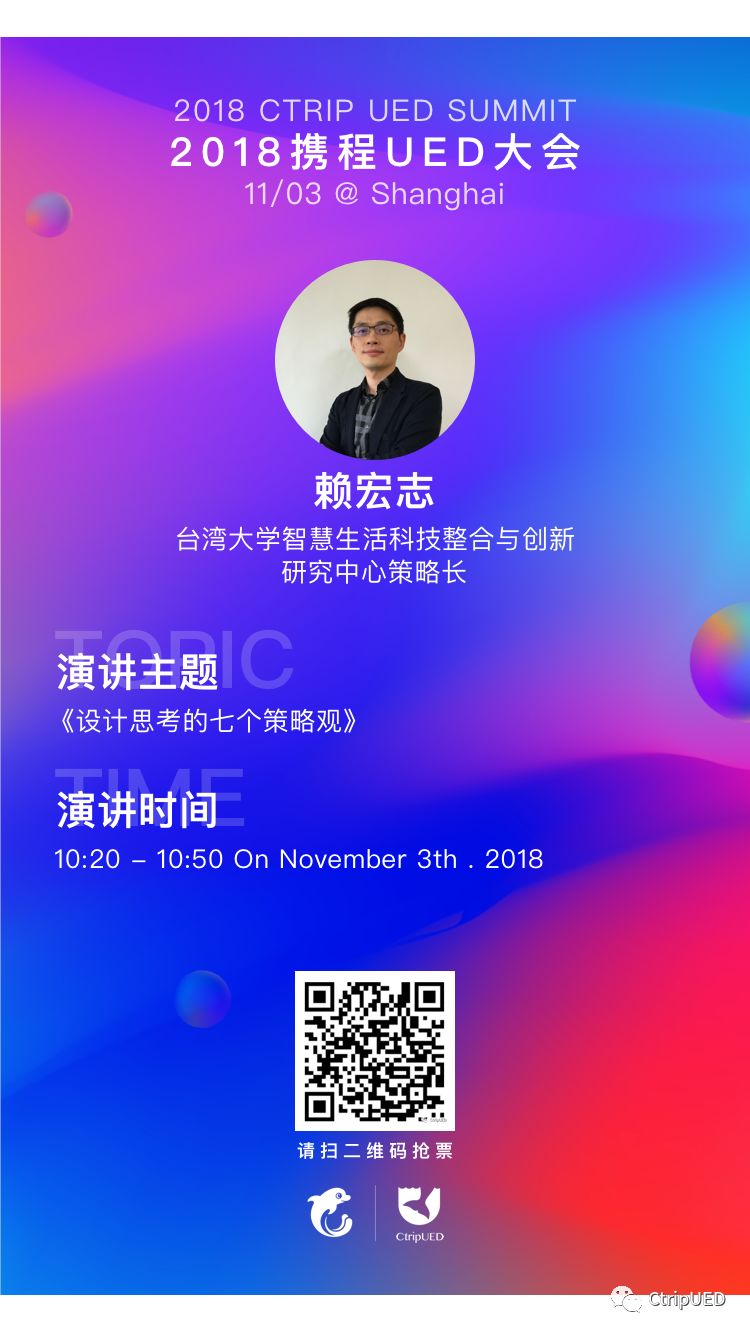 2018 CTRIP UED SUMMIT
2018携程UED大会
11/03 @ Shanghai
赖宏志
台湾大学智慧生活科技整合与创新
研究中心策略长
TOPIC
演讲主题
《设计思考的七个策略观》
TIME
演讲时间
10:20 – 10:50 On November 3th . 2018
请扫二维码抢票
CtripUED
CtripUED